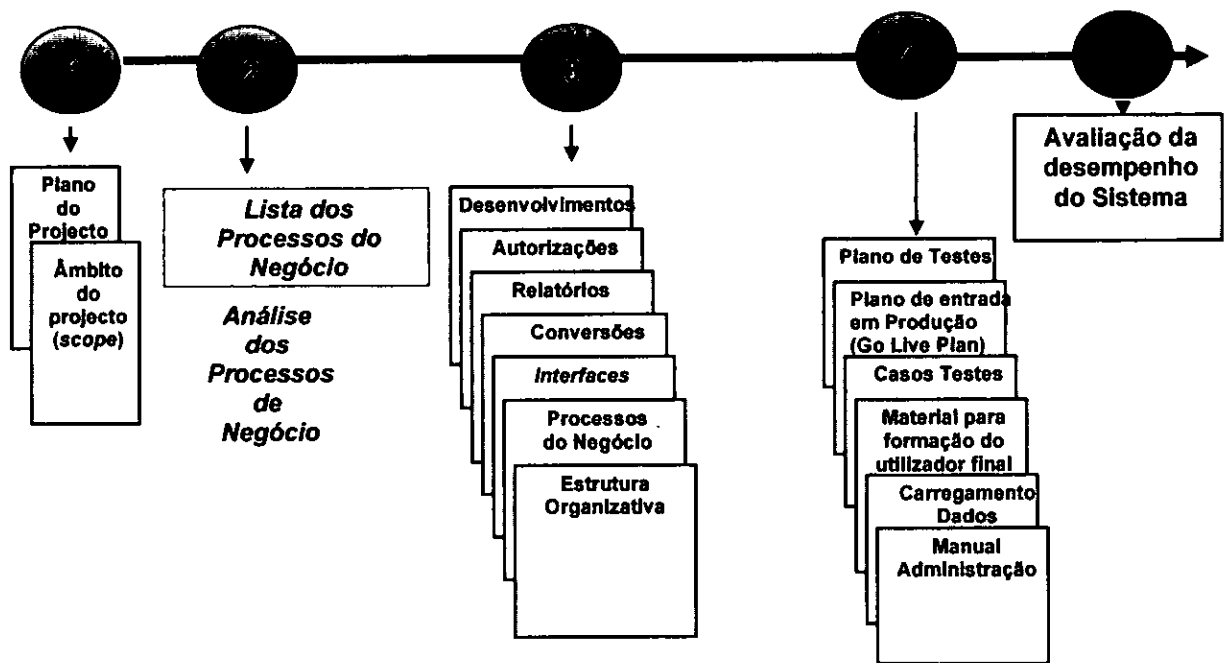 Plano
do
Projecto
Âmbito
do
projecto
(scope)
Lista dos
Processos do
Negócio
Análise
dos
Processos
de
Negócio
Desenvolvimentos
Autorizações
Relatórios
Conversões
Interfaces
Processos
do Negócio
Estrutura
Organizativa
Plano de Testes
Plano de entrada
em Produção
(Go Live Plan)
Casos Testes
Material para
formação do
utilizador final
Carregamento
Dados
Manual
Administração
Avaliação da
desempenho
do Sistema